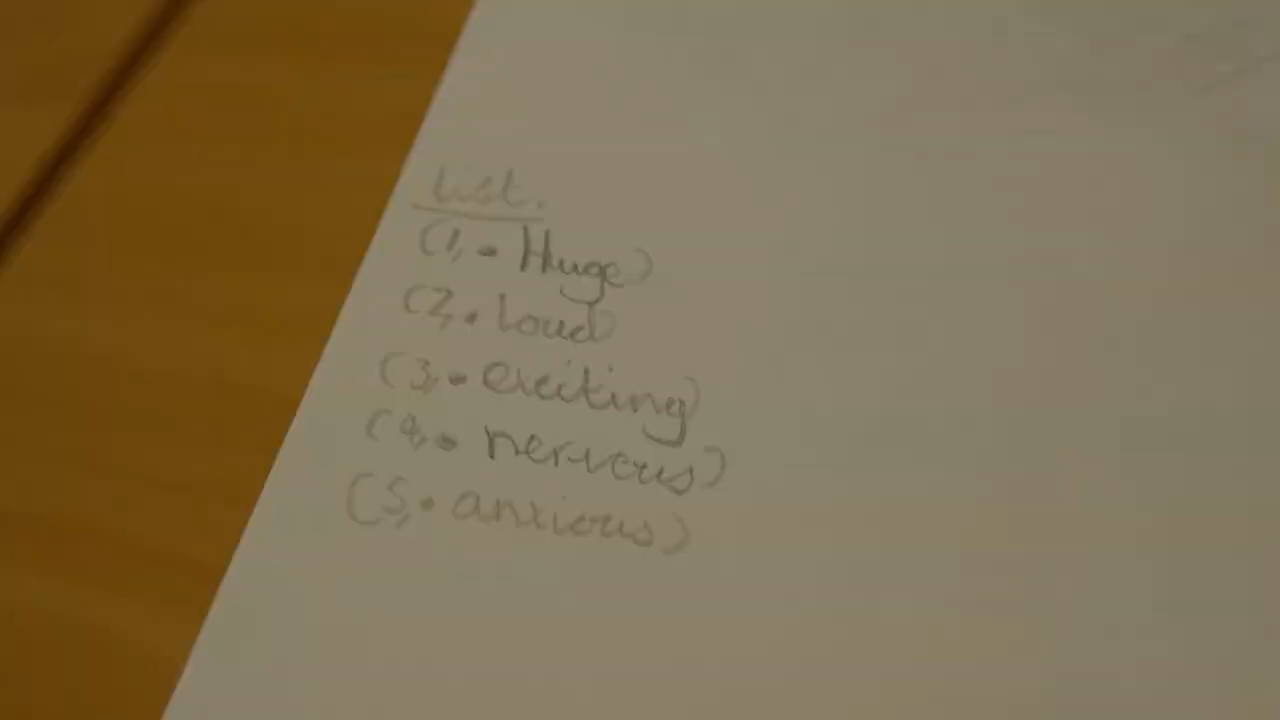 List.
(1, • Huge)
(2, • Loud)
(3, • exciting)
(4, • nervous)
(5, • anxious)